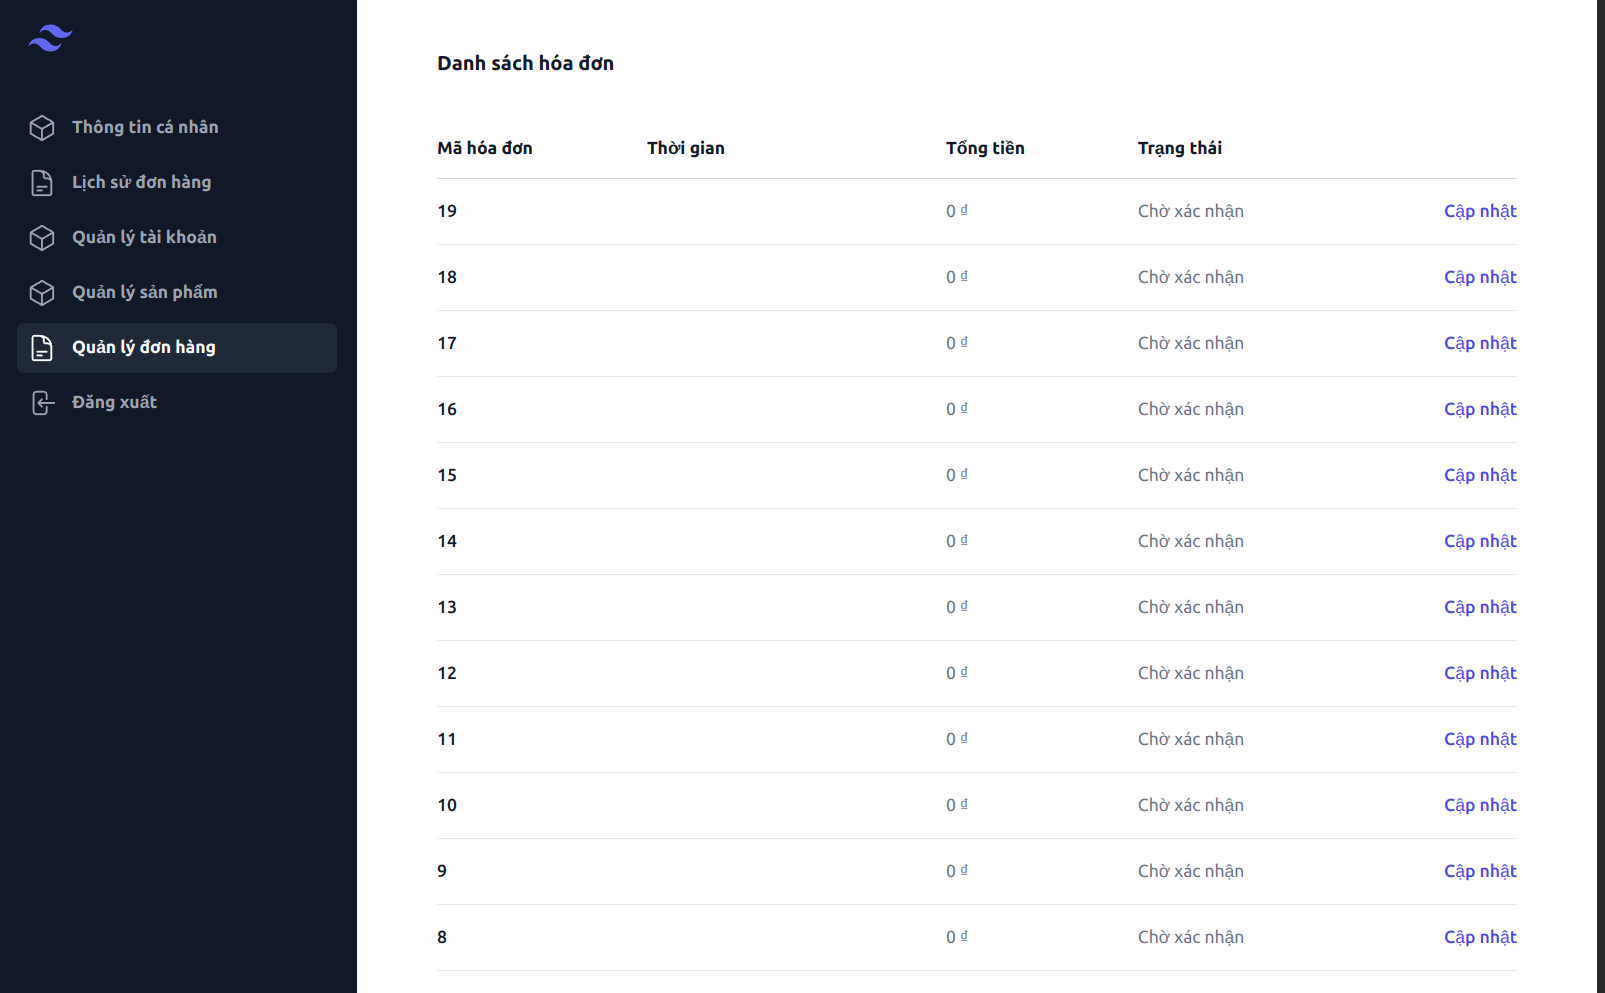 Thông tin cá nhân
Lịch sử đơn hàng
Quản lý tài khoản
Quản lý sản phẩm
Quản lý đơn hàng
Đăng xuất
Danh sách hóa đơn
Mã hóa đơn Thời gian Tổng tiền Trạng thái
19 0 ₫ Chờ xác nhận Cập nhật
18 0 ₫ Chờ xác nhận Cập nhật
17 0 ₫ Chờ xác nhận Cập nhật
16 0 ₫ Chờ xác nhận Cập nhật
15 0 ₫ Chờ xác nhận Cập nhật
14 0 ₫ Chờ xác nhận Cập nhật
13 0 ₫ Chờ xác nhận Cập nhật
12 0 ₫ Chờ xác nhận Cập nhật
11 0 ₫ Chờ xác nhận Cập nhật
10 0 ₫ Chờ xác nhận Cập nhật
9 0 ₫ Chờ xác nhận Cập nhật
8 0 ₫ Chờ xác nhận Cập nhật